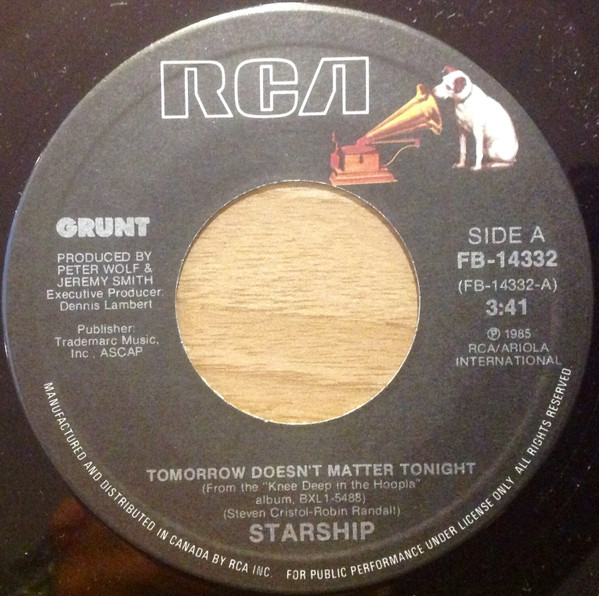 RCA
GRUNT
PRODUCED BY
PETER WOLF &
JEREMY SMITH
Executive Producer:
Dennis Lambert
Publisher:
Trademarc Music,
Inc., ASCAP
SIDE A
FB-14332
(FB-14332-A)
3:41
℗ 1985
RCA/ARIOLA
INTERNATIONAL
TOMORROW DOESN'T MATTER TONIGHT
(From the "Knee Deep in the Hoopla"
album, BXL1-5488)
(Steven Cristol-Robin Randall)
STARSHIP
MANUFACTURED AND DISTRIBUTED IN CANADA BY RCA INC. FOR PUBLIC PERFORMANCE UNDER LICENSE ONLY. ALL RIGHTS RESERVED.